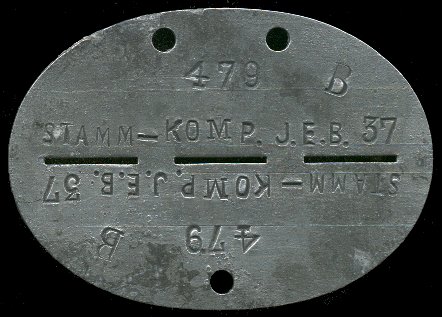 479 B
STAMM-KOMP. J.E.B. 37
STAMM-KOMP. J.E.B. 37
479 B